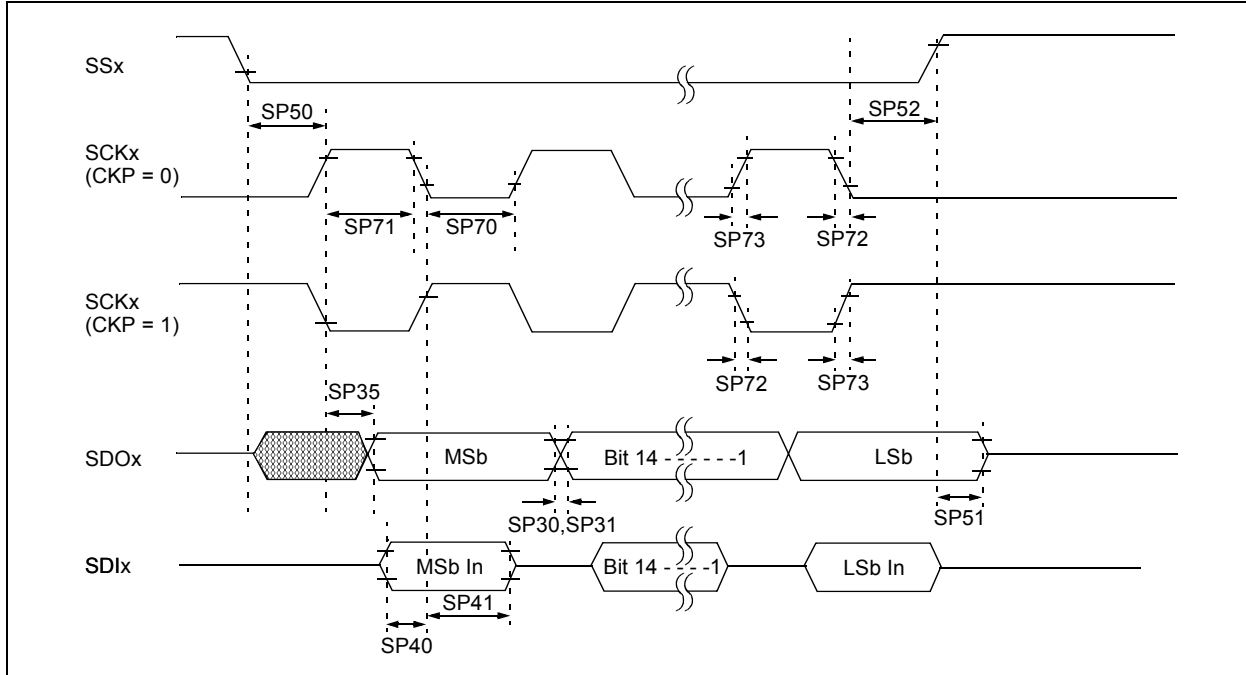 SSx
SP50
SP52
SCKx
(CKP = 0)
SP71
SP70
SP73
SP72
SCKx
(CKP = 1)
SP72
SP73
SP35
SDOx
MSb
Bit 14 - - - - - -1
LSb
SP30,SP31
SP51
SDIx
MSb In
Bit 14 - - - - -1
LSb In
SP41
SP40